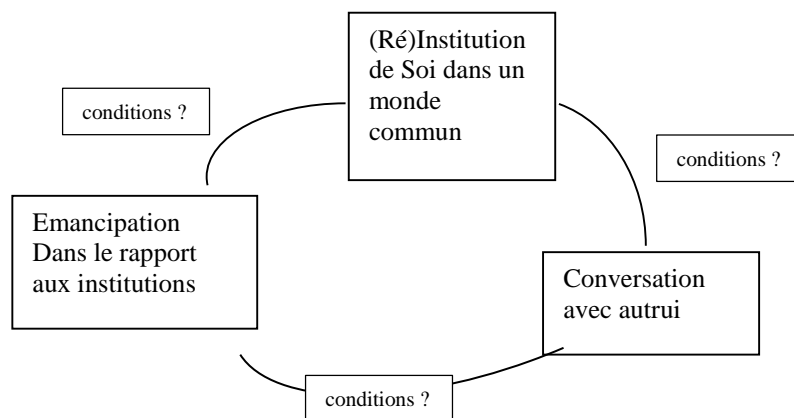 (Ré)Institution
de Soi dans un
monde
commun
conditions ?
conditions ?
Emancipation
Dans le rapport
aux institutions
Conversation
avec autrui
conditions ?